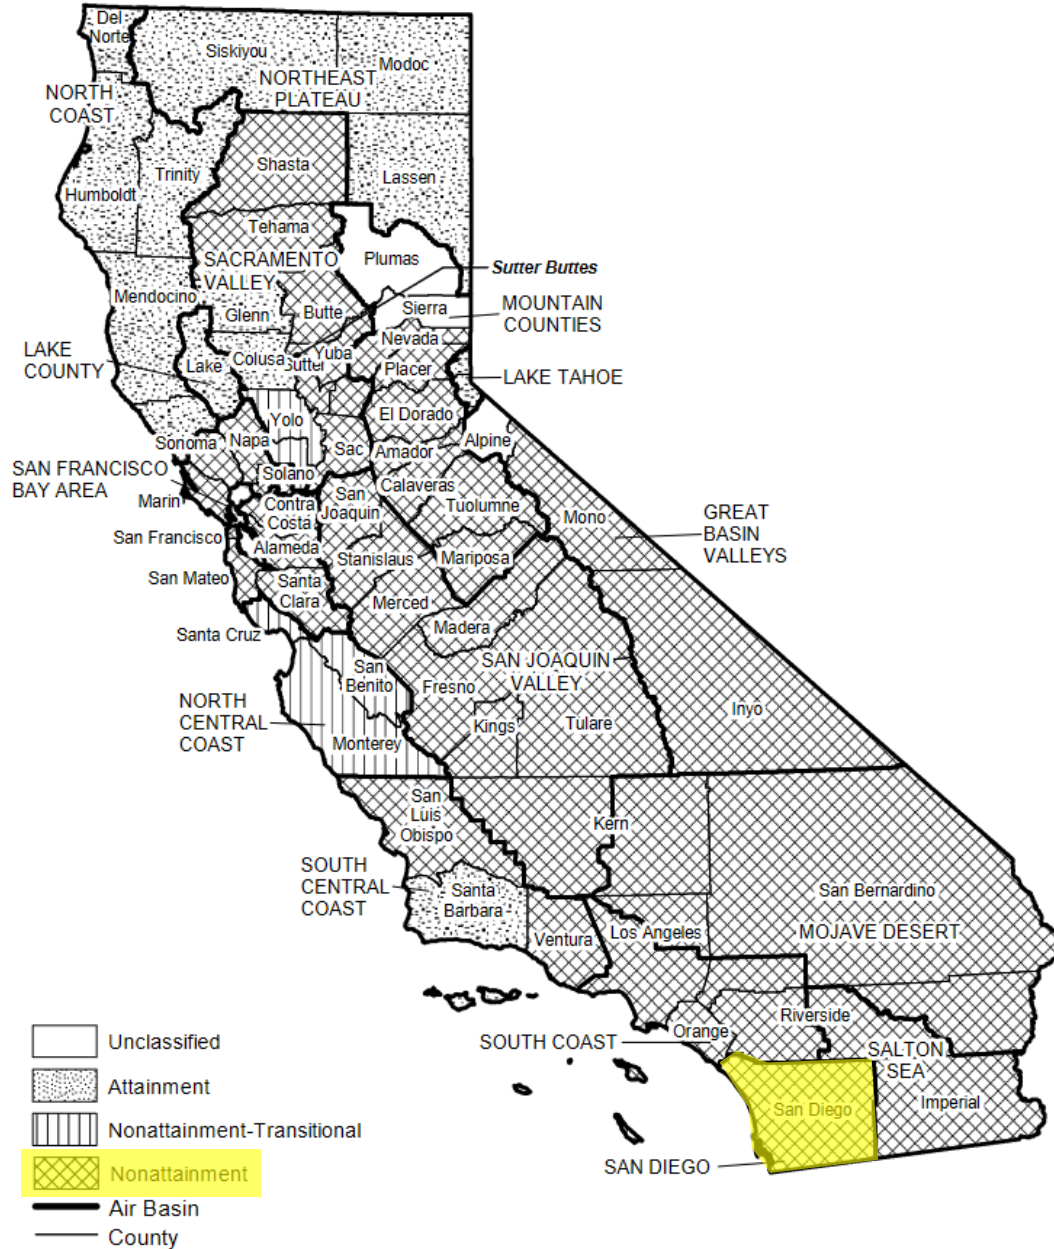 Del
Norte
Siskiyou
Modoc
NORTHEAST
PLATEAU
NORTH
COAST
Shasta
Trinity
Lassen
Humboldt
Tehama
SACRAMENTO
VALLEY
Plumas
Sutter Buttes
Mendocino
Glenn
Butte
Sierra
MOUNTAIN
COUNTIES
LAKE
COUNTY
Lake
Colusa
Sutter
Yuba
Nevada
Placer
LAKE TAHOE
Yolo
El Dorado
Sonoma
Napa
Sac
Amador
Alpine
SAN FRANCISCO
BAY AREA
Solano
Calaveras
Marin
Contra
Costa
San
Joaquin
Tuolumne
Mono
GREAT
BASIN
VALLEYS
San Francisco
Alameda
Stanislaus
Mariposa
San Mateo
Santa
Clara
Merced
Santa Cruz
Madera
San
Benito
Fresno
SAN JOAQUIN
VALLEY
NORTH
CENTRAL
COAST
Monterey
Kings
Tulare
Inyo
San
Luis
Obispo
Kern
SOUTH
CENTRAL
COAST
Santa
Barbara
Ventura
Los Angeles
San Bernardino
MOJAVE DESERT
Orange
Riverside
SOUTH COAST
SALTON
SEA
San Diego
Imperial
SAN DIEGO
Unclassified
Attainment
Nonattainment-Transitional
Nonattainment
Air Basin
County